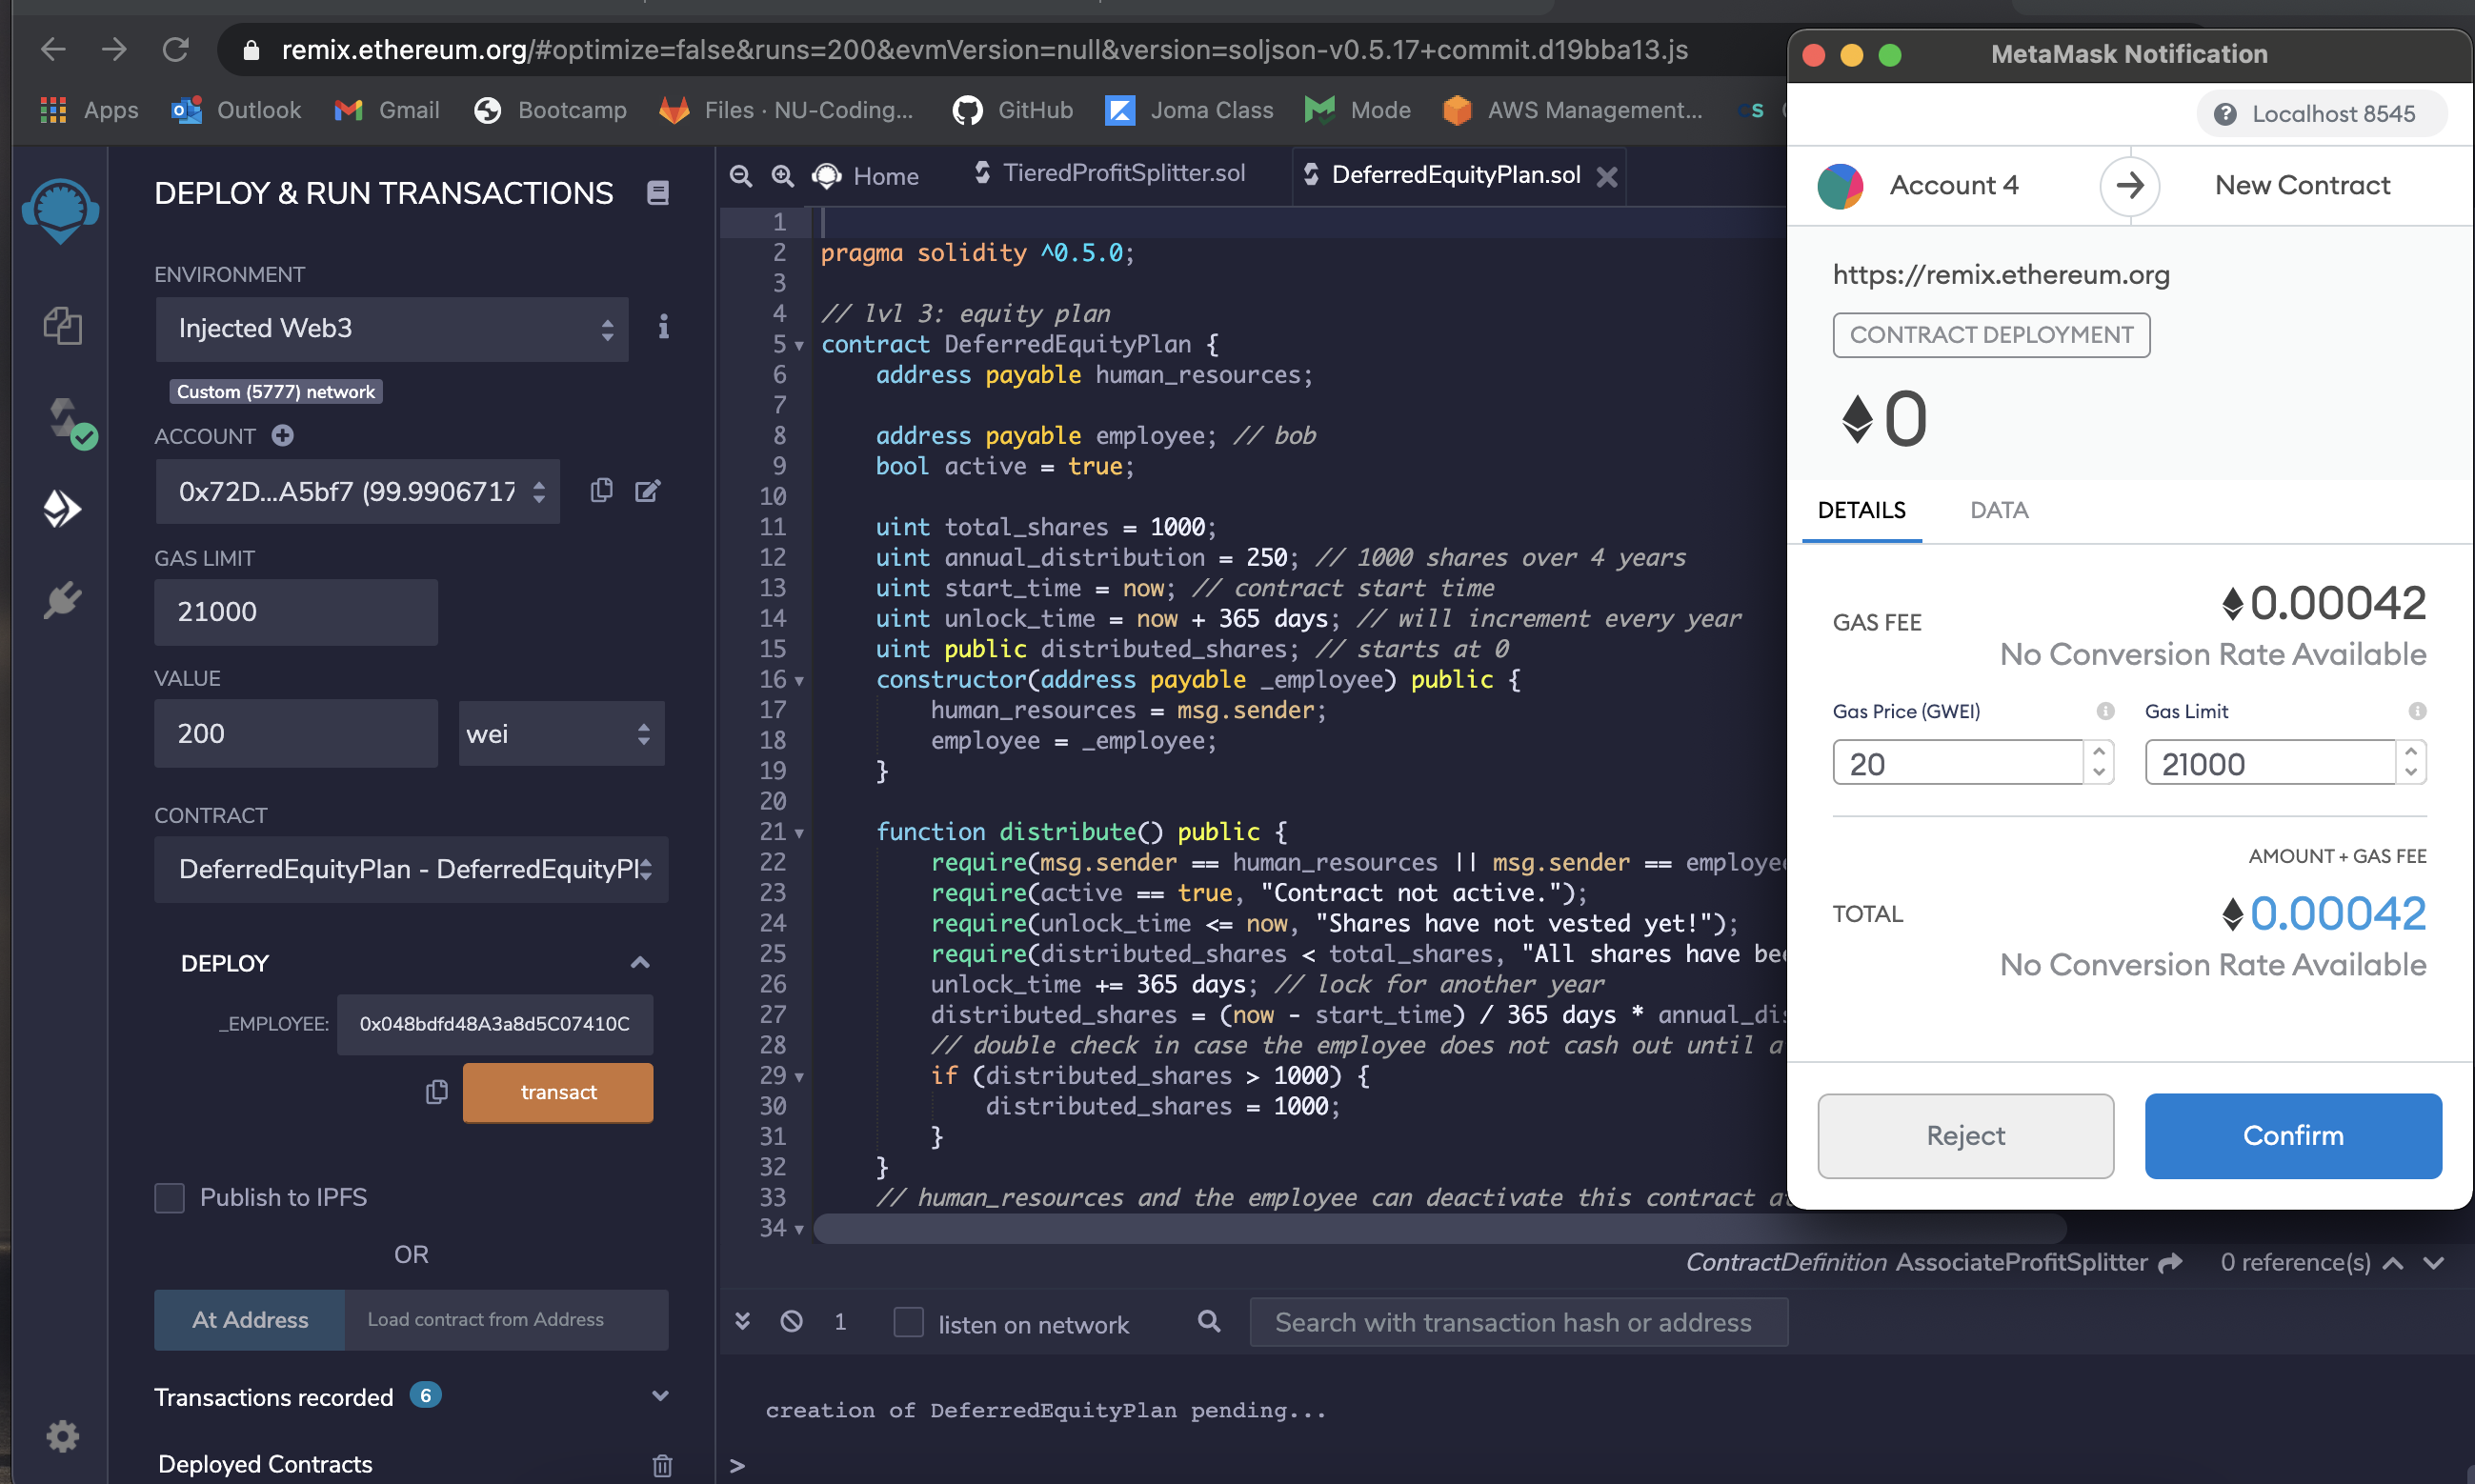 remix.ethereum.org/#optimize=false&runs=200&evmVersion=null&version=soljson-v0.5.17+commit.d19bba13.js
Apps
Outlook
Gmail
Bootcamp
Files · NU-Coding...
GitHub
Joma Class
Mode
AWS Management...
CS
DEPLOY & RUN TRANSACTIONS
ENVIRONMENT
Injected Web3
Custom (5777) network
ACCOUNT
0x72D...A5bf7 (99.9906717
GAS LIMIT
21000
VALUE
200
wei
CONTRACT
DeferredEquityPlan - DeferredEquityPl
DEPLOY
_EMPLOYEE:
0x048bdfd48A3a8d5C07410C
transact
Publish to IPFS
OR
At Address
Load contract from Address
Transactions recorded 6
Deployed Contracts
Home
TieredProfitSplitter.sol
DeferredEquityPlan.sol
1
2 pragma solidity ^0.5.0;
3
4 // lvl 3: equity plan
5 contract DeferredEquityPlan {
6 address payable human_resources;
7
8 address payable employee; // bob
9 bool active = true;
10
11 uint total_shares = 1000;
12 uint annual_distribution = 250; // 1000 shares over 4 years
13 uint start_time = now; // contract start time
14 uint unlock_time = now + 365 days; // will increment every year
15 uint public distributed_shares; // starts at 0
16 constructor(address payable _employee) public {
17 human_resources = msg.sender;
18 employee = _employee;
19 }
20
21 function distribute() public {
22 require(msg.sender == human_resources || msg.sender == employee
23 require(active == true, "Contract not active.");
24 require(unlock_time <= now, "Shares have not vested yet!");
25 require(distributed_shares < total_shares, "All shares have bee
26 unlock_time += 365 days; // lock for another year
27 distributed_shares = (now - start_time) / 365 days * annual_dis
28 // double check in case the employee does not cash out until a
29 if (distributed_shares > 1000) {
30 distributed_shares = 1000;
31 }
32 }
33 // human_resources and the employee can deactivate this contract at
34
ContractDefinition AssociateProfitSplitter
0 reference(s)
1
listen on network
Search with transaction hash or address
creation of DeferredEquityPlan pending...
>
MetaMask Notification
Localhost 8545
Account 4
New Contract
https://remix.ethereum.org
CONTRACT DEPLOYMENT
0
DETAILS
DATA
GAS FEE
0.00042
No Conversion Rate Available
Gas Price (GWEI)
Gas Limit
20
21000
AMOUNT + GAS FEE
TOTAL
0.00042
No Conversion Rate Available
Reject
Confirm